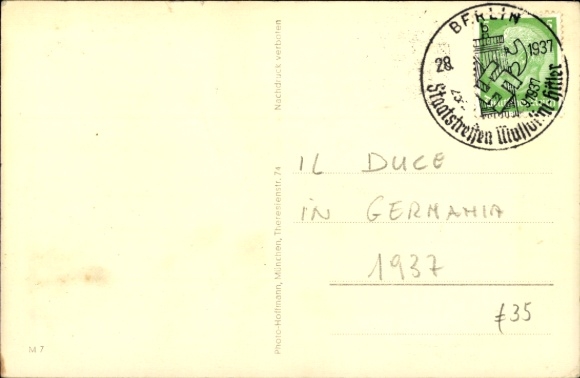 BERLIN
28
1937
Staatstreffen Mussolini-Hitler
Nachdruck verboten
Photo-Hoffmann, München, Theresienstr. 74
IL DUCE
IN GERMANIA
1937
£35
M 7